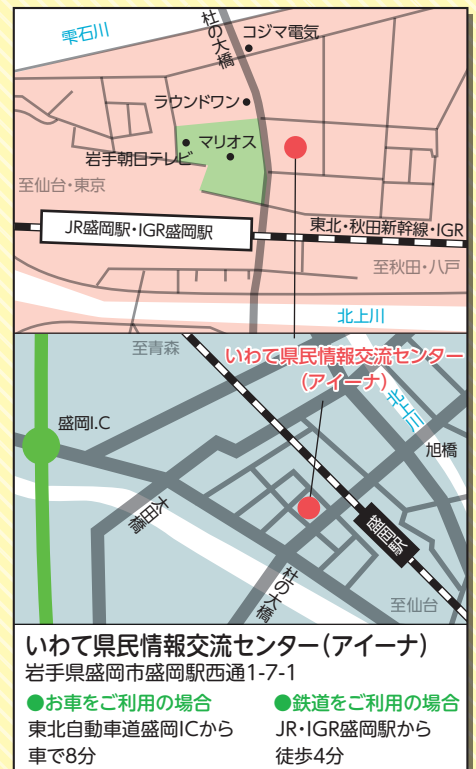 雫石川
杜の大橋
コジマ電気
ラウンドワン
マリオス
岩手朝日テレビ
至仙台・東京
JR盛岡駅・IGR盛岡駅
東北・秋田新幹線・IGR
至秋田・八戸
北上川
至青森
いわて県民情報交流センター
(アイーナ)
北上川
盛岡I.C
旭橋
太田橋
盛岡駅
杜の大橋
至仙台
いわて県民情報交流センター(アイーナ)
岩手県盛岡市盛岡駅西通1-7-1
●お車をご利用の場合
東北自動車道盛岡ICから
車で8分
●鉄道をご利用の場合
JR・IGR盛岡駅から
徒歩4分